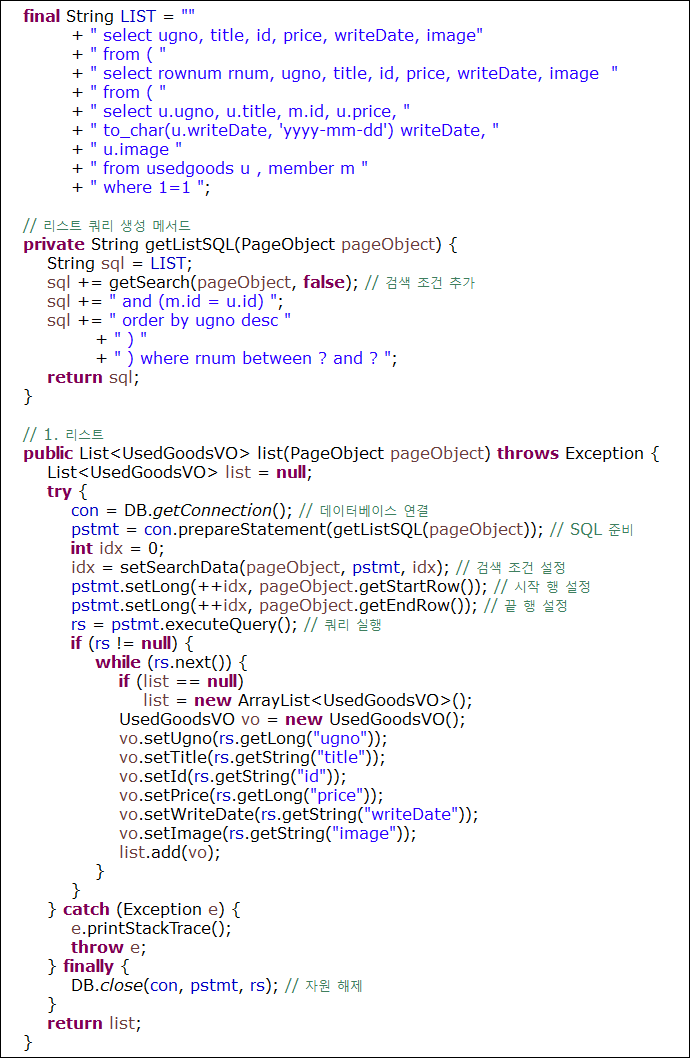 final String LIST = ""
+ " select ugno, title, id, price, writeDate, image"
+ " from ( "
+ " select rownum rnum, ugno, title, id, price, writeDate, image  "
+ " from ( "
+ " select u.ugno, u.title, m.id, u.price, "
+ " to_char(u.writeDate, 'yyyy-mm-dd') writeDate, "
+ " u.image "
+ " from usedgoods u , member m "
+ " where 1=1 ";
// 리스트 쿼리 생성 메서드
private String getListSQL(PageObject pageObject) {
String sql = LIST;
sql += getSearch(pageObject, false); // 검색 조건 추가
sql += " and (m.id = u.id) ";
sql += " order by ugno desc "
+ " ) "
+ " ) where rnum between ? and ? ";
return sql;
}
// 1. 리스트
public List<UsedGoodsVO> list(PageObject pageObject) throws Exception {
List<UsedGoodsVO> list = null;
try {
con = DB.getConnection(); // 데이터베이스 연결
pstmt = con.prepareStatement(getListSQL(pageObject)); // SQL 준비
int idx = 0;
idx = setSearchData(pageObject, pstmt, idx); // 검색 조건 설정
pstmt.setLong(++idx, pageObject.getStartRow()); // 시작 행 설정
pstmt.setLong(++idx, pageObject.getEndRow()); // 끝 행 설정
rs = pstmt.executeQuery(); // 쿼리 실행
if (rs != null) {
while (rs.next()) {
if (list == null)
list = new ArrayList<UsedGoodsVO>();
UsedGoodsVO vo = new UsedGoodsVO();
vo.setUgno(rs.getLong("ugno"));
vo.setTitle(rs.getString("title"));
vo.setId(rs.getString("id"));
vo.setPrice(rs.getLong("price"));
vo.setWriteDate(rs.getString("writeDate"));
vo.setImage(rs.getString("image"));
list.add(vo);
}
}
} catch (Exception e) {
e.printStackTrace();
throw e;
} finally {
DB.close(con, pstmt, rs); // 자원 해제
}
return list;
}